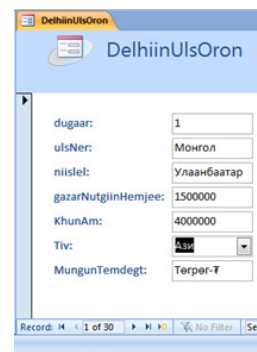 DelhiinUlsOron
DelhiinUlsOron
dugaar: 1
ulsNer: Монгол
niislel: Улаанбаатар
gazarNutgiinHemjee: 1500000
KhunAm: 4000000
Tiv: Ази
MungunTemdegt: Төгрөг-₮
Record: 1 of 30 No Filter Se